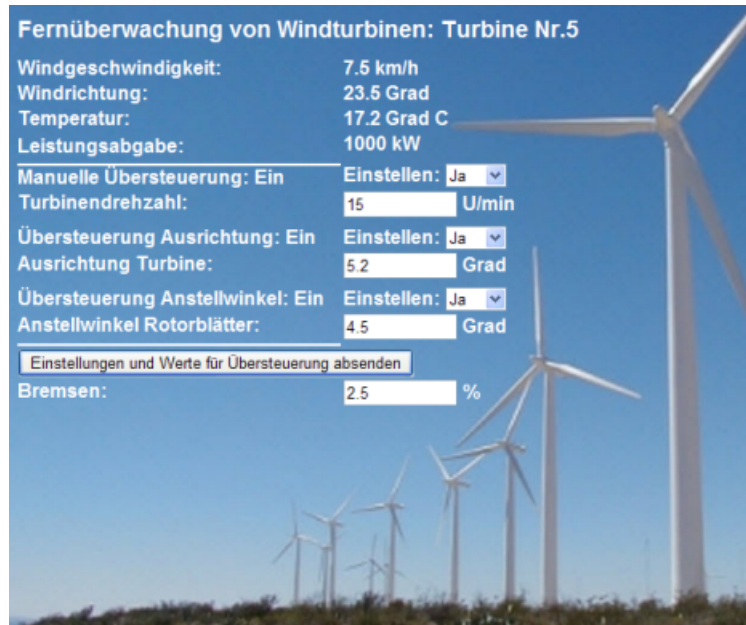 Fernüberwachung von Windturbinen: Turbine Nr.5
Windgeschwindigkeit: 7.5 km/h
Windrichtung: 23.5 Grad
Temperatur: 17.2 Grad C
Leistungsabgabe: 1000 kW
Manuelle Übersteuerung: Ein Einstellen: Ja
Turbinendrehzahl: 15 U/min
Übersteuerung Ausrichtung: Ein Einstellen: Ja
Ausrichtung Turbine: 5.2 Grad
Übersteuerung Anstellwinkel: Ein Einstellen: Ja
Anstellwinkel Rotorblätter: 4.5 Grad
Einstellungen und Werte für Übersteuerung absenden
Bremsen: 2.5 %